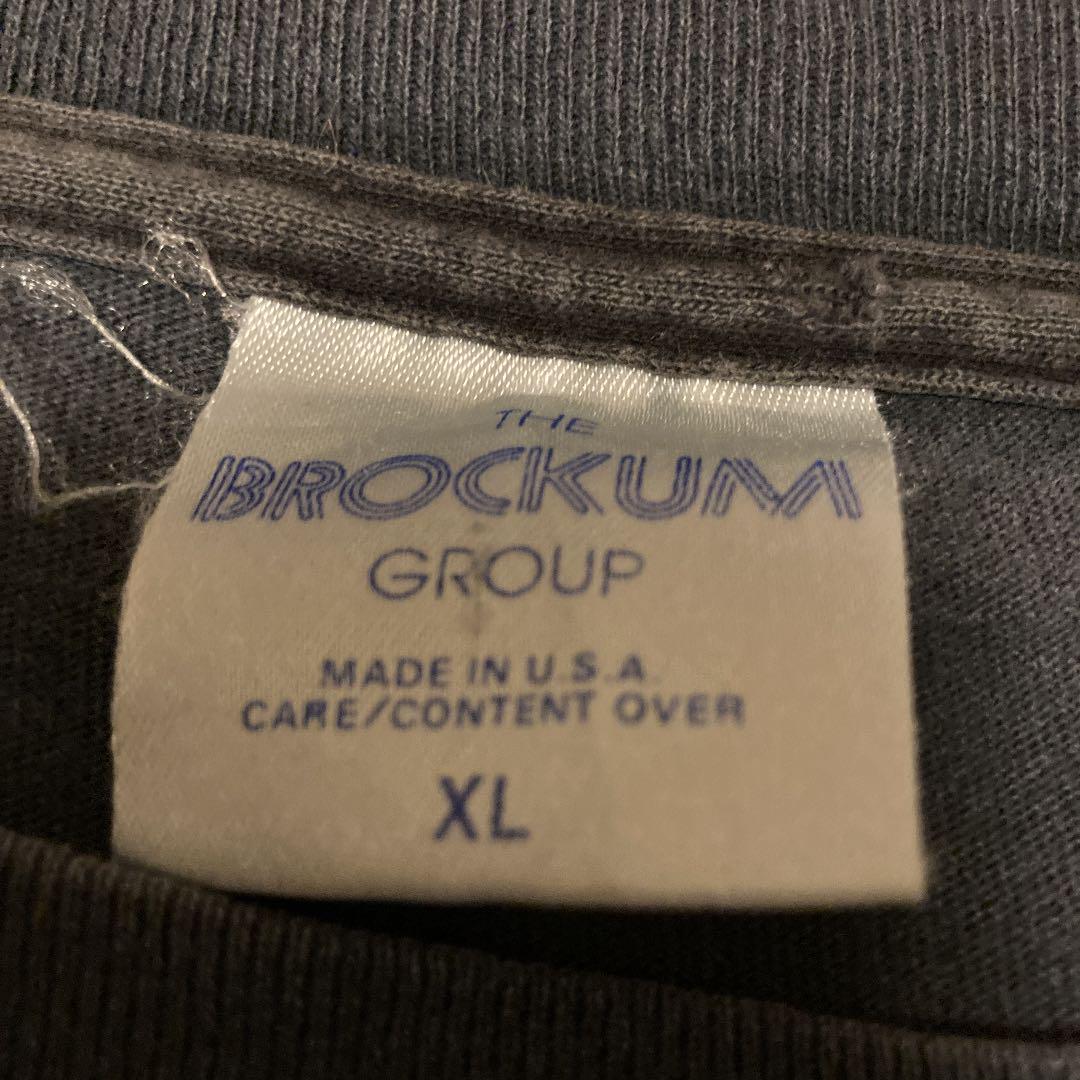 THE
BROCKUM
GROUP
MADE IN U.S.A.
CARE/CONTENT OVER
XL